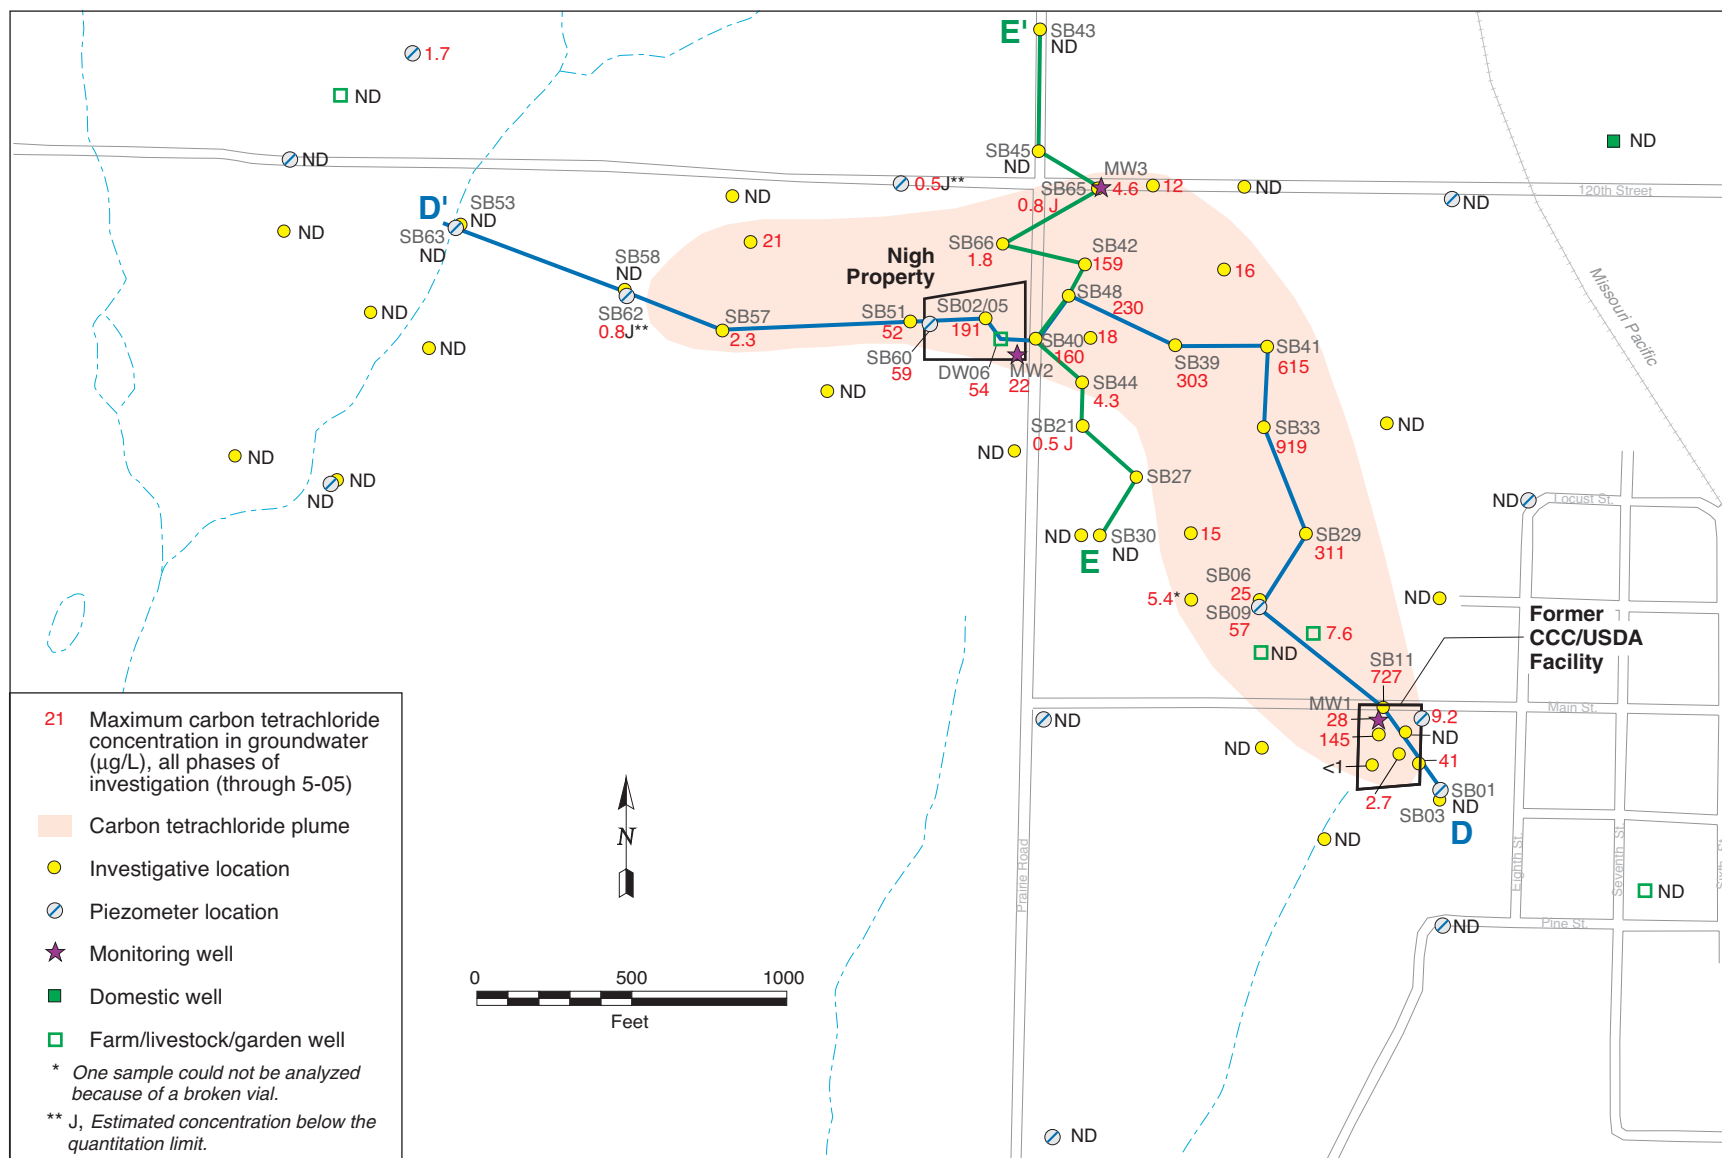 E'
SB43
ND
1.7
ND
ND
SB45
ND
MW3
ND
0.5J**
SB65
4.6
12
ND
120th Street
0.8 J
ND
ND
D'
SB53
ND
SB63
ND
ND
21
SB66
1.8
SB42
159
16
Nigh
Property
SB58
ND
SB62
0.8J**
SB57
2.3
SB51
52
SB02/05
191
SB48
230
SB40
160
18
SB60
59
DW06
54
MW2
22
SB39
303
SB41
615
Missouri Pacific
ND
ND
ND
SB44
4.3
SB21
0.5 J
SB33
919
ND
ND
ND
ND
ND
SB27
ND
Locust St.
ND
SB30
ND
E
15
SB29
311
SB06
25
5.4*
SB09
57
ND
7.6
ND
Former
CCC/USDA
Facility
SB11
727
MW1
28
145
9.2
ND
41
<1
2.7
Main St.
ND
ND
SB01
ND
SB03
D
ND
Prairie Road
Eighth St.
Seventh St.
ND
Pine St.
ND
ND
N
0 500 1000
Feet
21 Maximum carbon tetrachloride
concentration in groundwater
(µg/L), all phases of
investigation (through 5-05)
Carbon tetrachloride plume
Investigative location
Piezometer location
Monitoring well
Domestic well
Farm/livestock/garden well
* One sample could not be analyzed
because of a broken vial.
** J, Estimated concentration below the
quantitation limit.